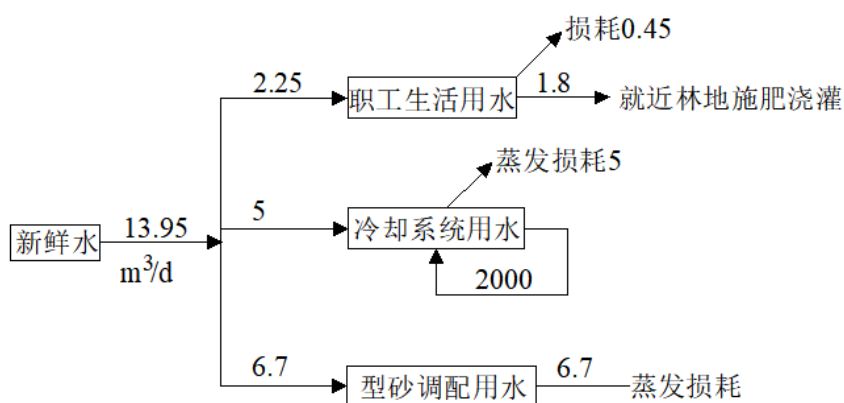 损耗0.45
2.25
职工生活用水
1.8
就近林地施肥浇灌
蒸发损耗5
新鲜水
13.95
m³/d
5
冷却系统用水
2000
6.7
型砂调配用水
6.7
蒸发损耗